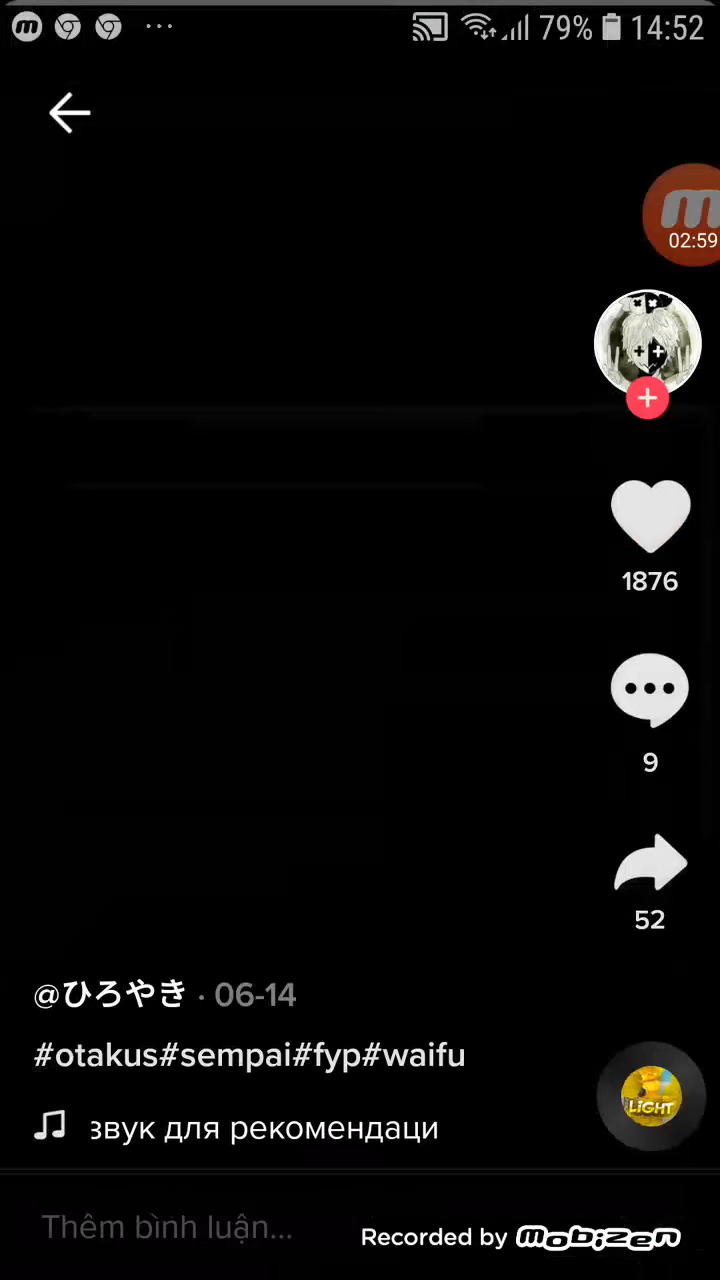 79% 14:52
m
02:59
1876
9
52
@ひろやき · 06-14
#otakus#sempai#fyp#waifu
LIGHT
звук для рекомендаци
Thêm bình luận...
Recorded by mobizen